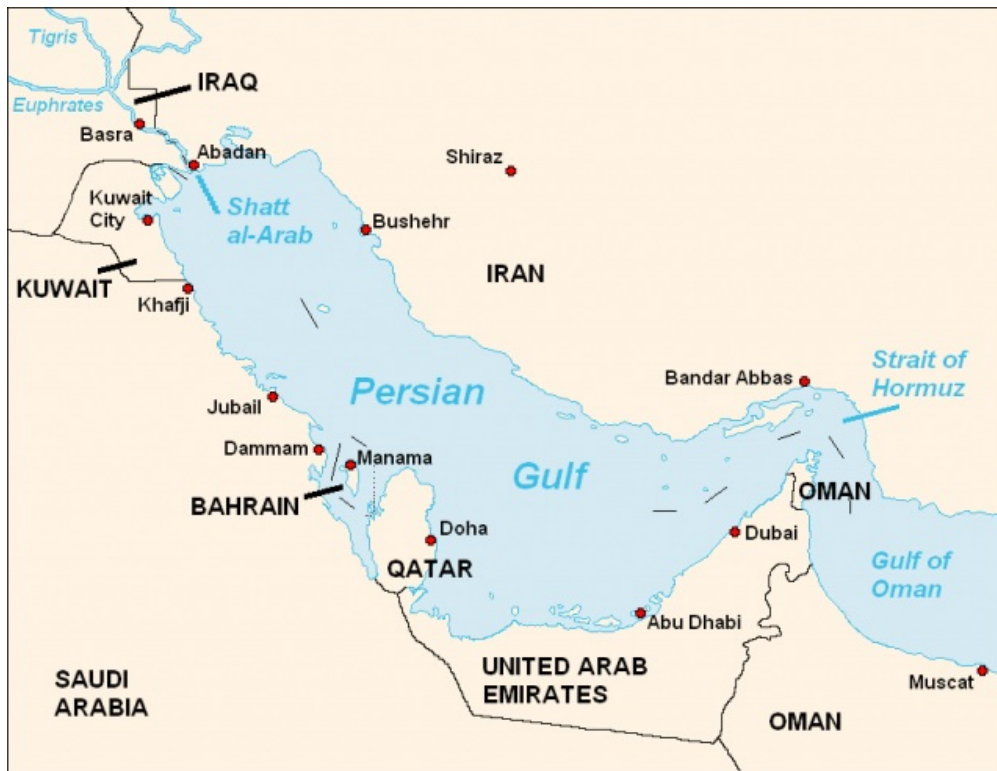 Tigris
IRAQ
Euphrates
Basra
Abadan
Shiraz
Kuwait
City
Shatt
al-Arab
Bushehr
IRAN
KUWAIT
Khafji
Strait of
Hormuz
Bandar Abbas
Persian
Jubail
Dammam
Manama
Gulf
BAHRAIN
OMAN
Doha
Dubai
QATAR
Gulf of
Oman
Abu Dhabi
UNITED ARAB
EMIRATES
SAUDI
ARABIA
Muscat
OMAN